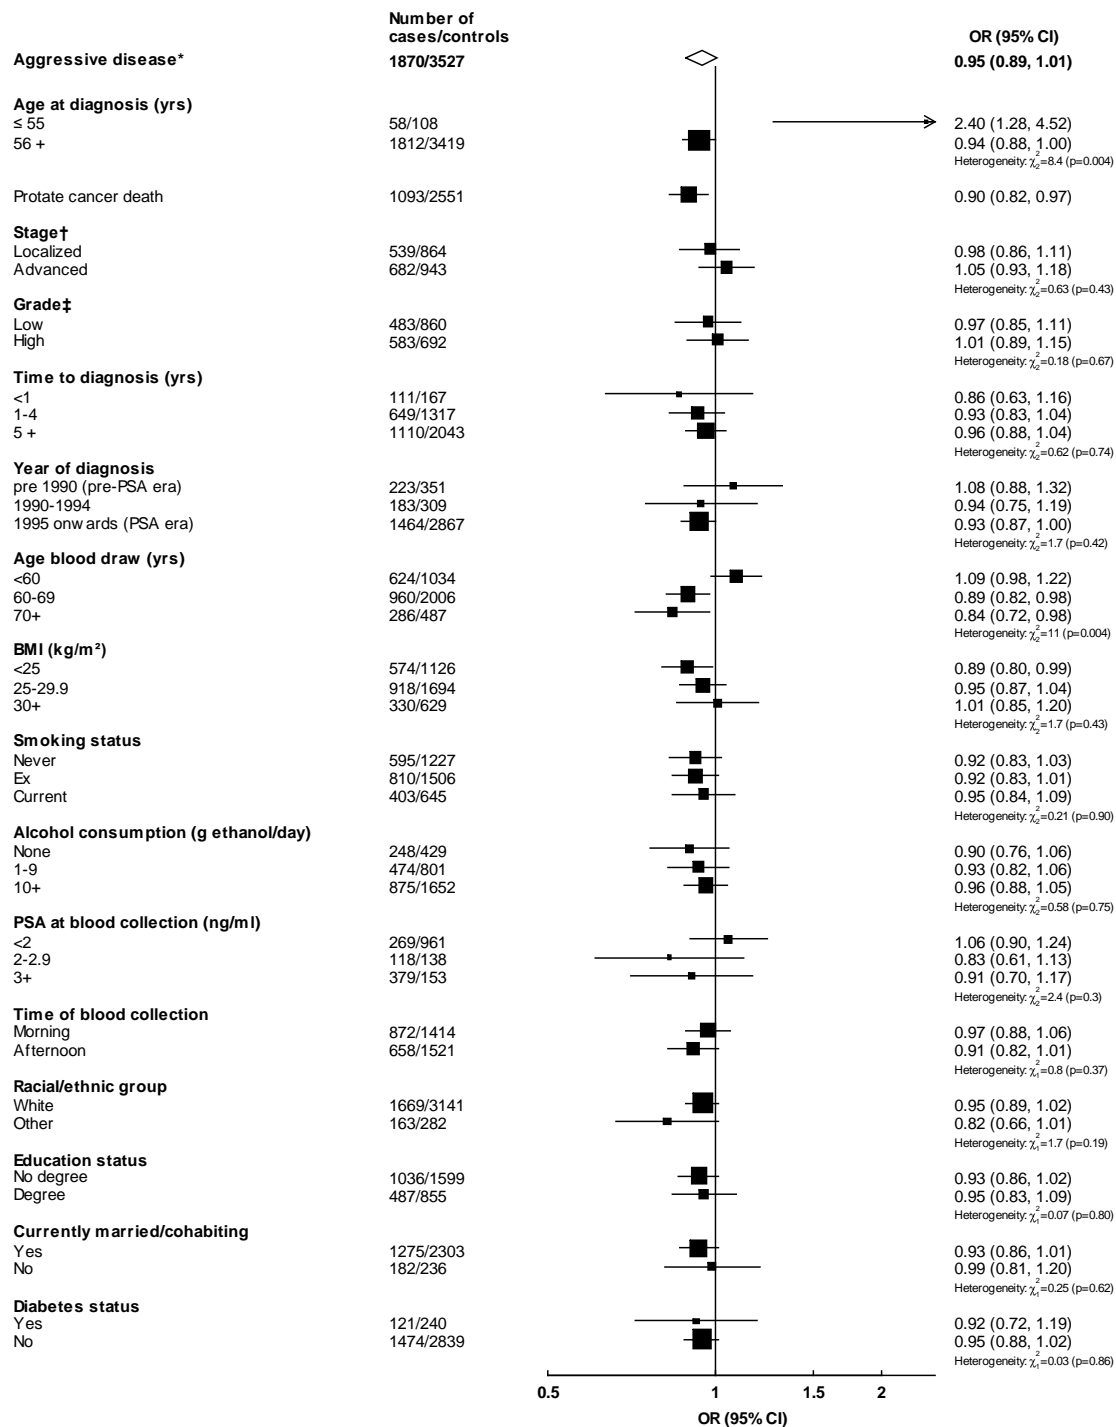 Number of
cases/controls OR (95% CI)
Aggressive disease* 1870/3527 0.95 (0.89, 1.01)
Age at diagnosis (yrs)
≤ 55 58/108 2.40 (1.28, 4.52)
56 + 1812/3419 0.94 (0.88, 1.00)
Heterogeneity: χ²₂=8.4 (p=0.004)
Protate cancer death 1093/2551 0.90 (0.82, 0.97)
Stage†
Localized 539/864 0.98 (0.86, 1.11)
Advanced 682/943 1.05 (0.93, 1.18)
Heterogeneity: χ²₂=0.63 (p=0.43)
Grade‡
Low 483/860 0.97 (0.85, 1.11)
High 583/692 1.01 (0.89, 1.15)
Heterogeneity: χ²₂=0.18 (p=0.67)
Time to diagnosis (yrs)
<1 111/167 0.86 (0.63, 1.16)
1-4 649/1317 0.93 (0.83, 1.04)
5 + 1110/2043 0.96 (0.88, 1.04)
Heterogeneity: χ²₂=0.62 (p=0.74)
Year of diagnosis
pre 1990 (pre-PSA era) 223/351 1.08 (0.88, 1.32)
1990-1994 183/309 0.94 (0.75, 1.19)
1995 onwards (PSA era) 1464/2867 0.93 (0.87, 1.00)
Heterogeneity: χ²₂=1.7 (p=0.42)
Age blood draw (yrs)
<60 624/1034 1.09 (0.98, 1.22)
60-69 960/2006 0.89 (0.82, 0.98)
70+ 286/487 0.84 (0.72, 0.98)
Heterogeneity: χ²₂=11 (p=0.004)
BMI (kg/m²)
<25 574/1126 0.89 (0.80, 0.99)
25-29.9 918/1694 0.95 (0.87, 1.04)
30+ 330/629 1.01 (0.85, 1.20)
Heterogeneity: χ²₂=1.7 (p=0.43)
Smoking status
Never 595/1227 0.92 (0.83, 1.03)
Ex 810/1506 0.92 (0.83, 1.01)
Current 403/645 0.95 (0.84, 1.09)
Heterogeneity: χ²₂=0.21 (p=0.90)
Alcohol consumption (g ethanol/day)
None 248/429 0.90 (0.76, 1.06)
1-9 474/801 0.93 (0.82, 1.06)
10+ 875/1652 0.96 (0.88, 1.05)
Heterogeneity: χ²₂=0.58 (p=0.75)
PSA at blood collection (ng/ml)
<2 269/961 1.06 (0.90, 1.24)
2-2.9 118/138 0.83 (0.61, 1.13)
3+ 379/153 0.91 (0.70, 1.17)
Heterogeneity: χ²₂=2.4 (p=0.3)
Time of blood collection
Morning 872/1414 0.97 (0.88, 1.06)
Afternoon 658/1521 0.91 (0.82, 1.01)
Heterogeneity: χ²₁=0.8 (p=0.37)
Racial/ethnic group
White 1669/3141 0.95 (0.89, 1.02)
Other 163/282 0.82 (0.66, 1.01)
Heterogeneity: χ²₁=1.7 (p=0.19)
Education status
No degree 1036/1599 0.93 (0.86, 1.02)
Degree 487/855 0.95 (0.83, 1.09)
Heterogeneity: χ²₁=0.07 (p=0.80)
Currently married/cohabiting
Yes 1275/2303 0.93 (0.86, 1.01)
No 182/236 0.99 (0.81, 1.20)
Heterogeneity: χ²₁=0.25 (p=0.62)
Diabetes status
Yes 121/240 0.92 (0.72, 1.19)
No 1474/2839 0.95 (0.88, 1.02)
Heterogeneity: χ²₁=0.03 (p=0.86)
0.5 1 1.5 2
OR (95% CI)